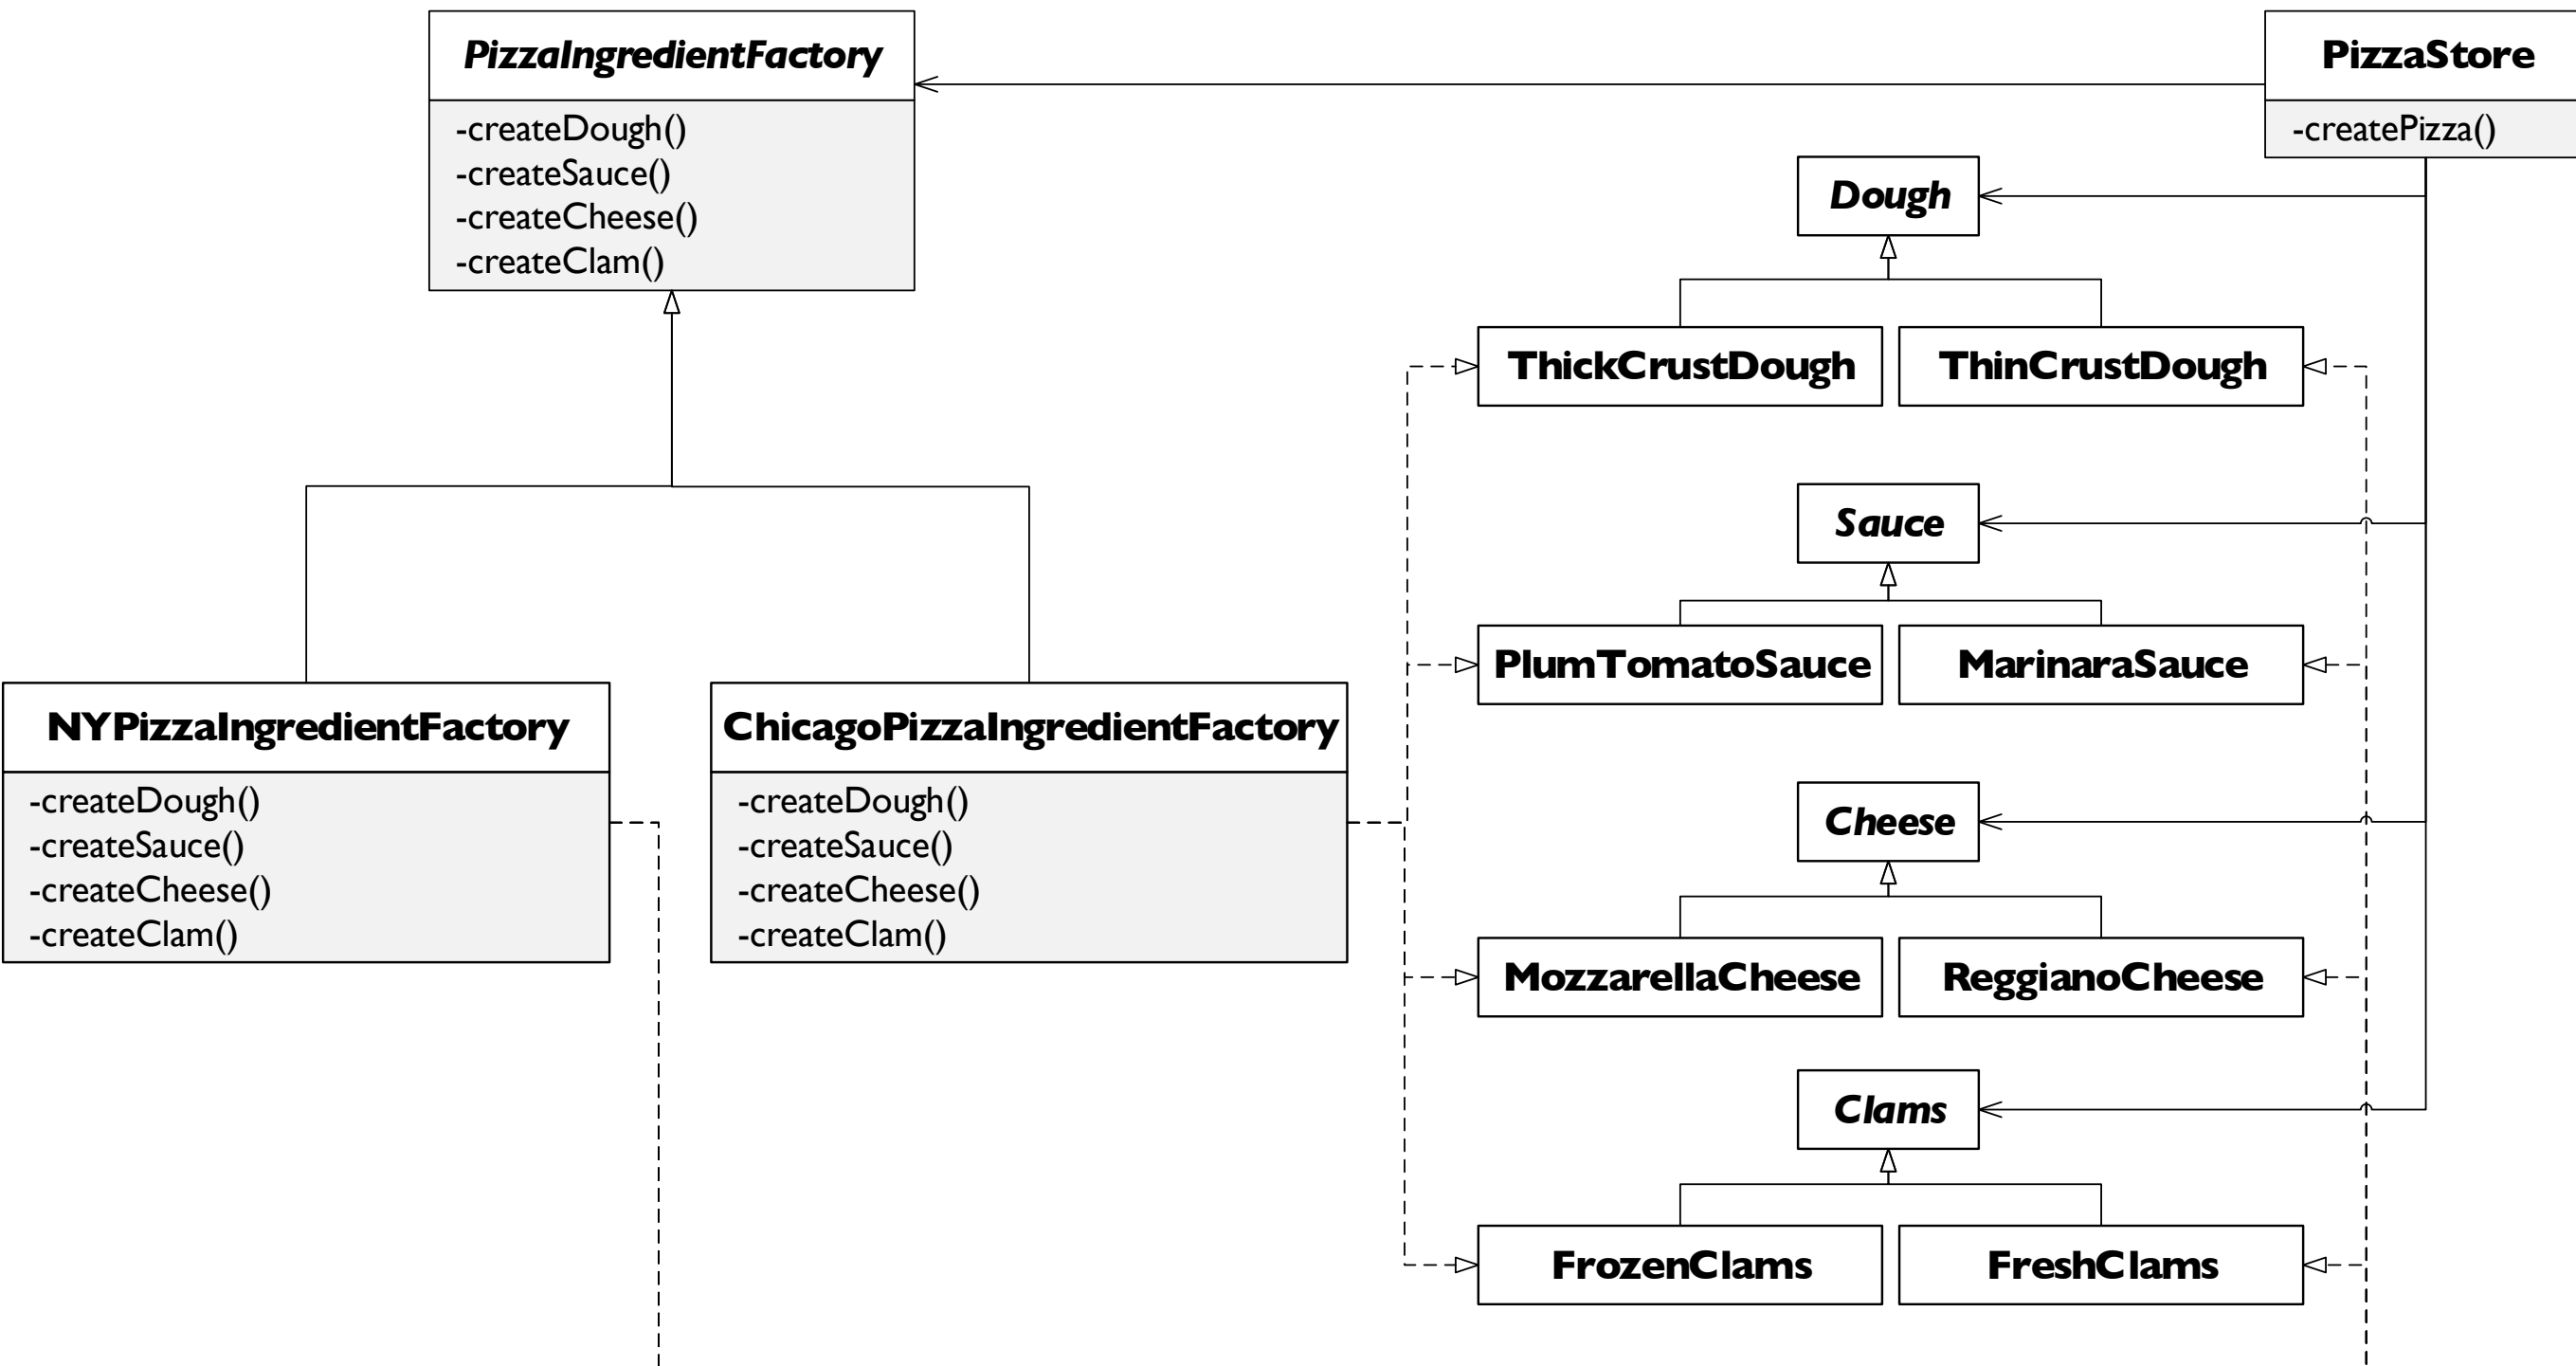 PizzaIngredientFactory
-createDough()
-createSauce()
-createCheese()
-createClam()
PizzaStore
-createPizza()
Dough
ThickCrustDough
ThinCrustDough
Sauce
PlumTomatoSauce
MarinaraSauce
NYPizzaIngredientFactory
-createDough()
-createSauce()
-createCheese()
-createClam()
ChicagoPizzaIngredientFactory
-createDough()
-createSauce()
-createCheese()
-createClam()
Cheese
MozzarellaCheese
ReggianoCheese
Clams
FrozenClams
FreshClams